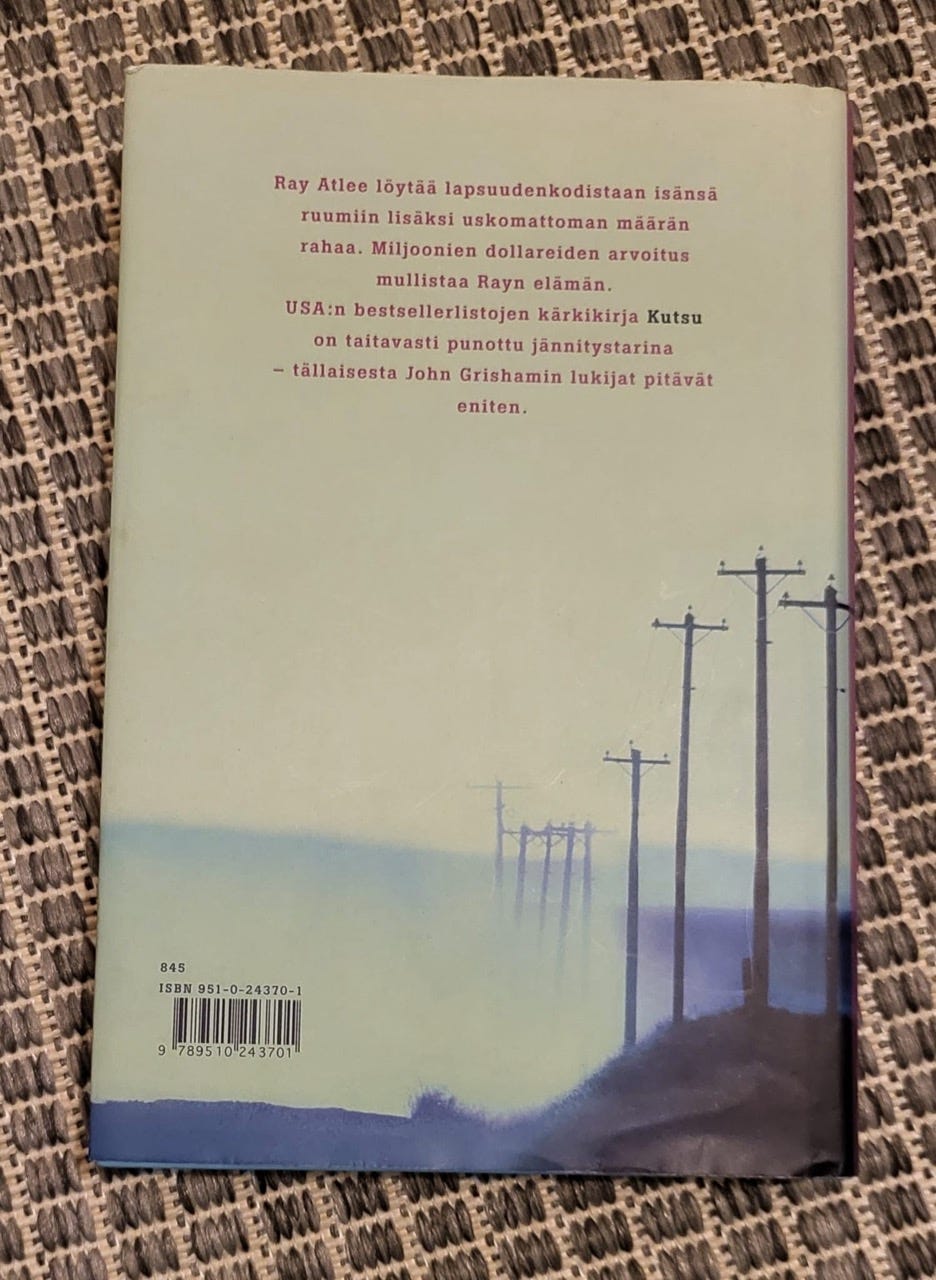 Ray Atlee löytää lapsuudenkodistaan isänsä
ruumiin lisäksi uskomattoman määrän
rahaa. Miljoonien dollareiden arvoitus
mullistaa Rayn elämän.
USA:n bestsellerlistojen kärkikirja Kutsu
on taitavasti punottu jännitystarina
– tällaisesta John Grishamin lukijat pitävät
eniten.
845
ISBN 951-0-24370-1
9 789510 243701